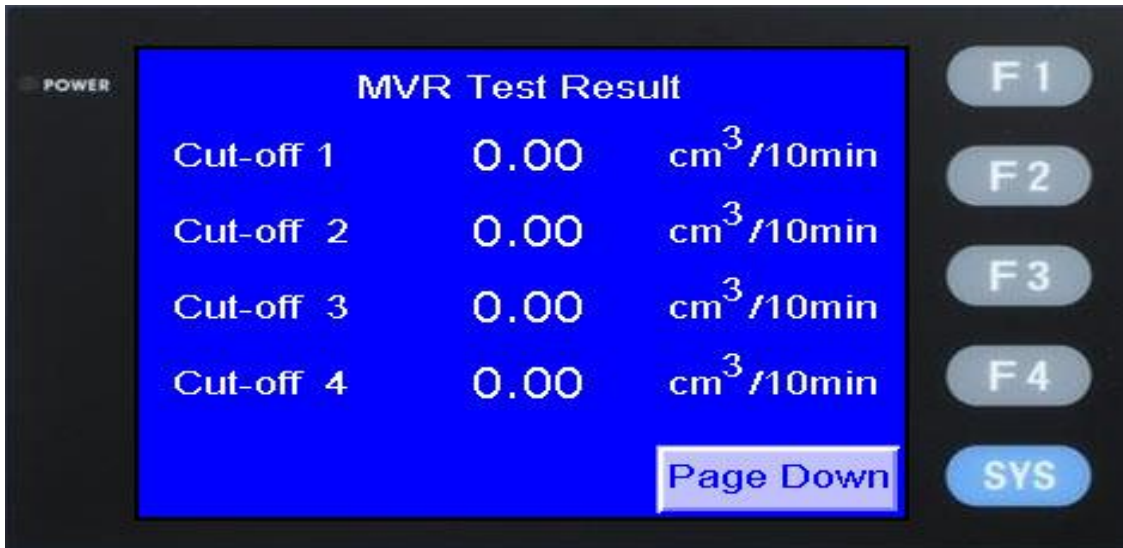 POWER
MVR Test Result
Cut-off 1 0.00 cm³/10min
Cut-off 2 0.00 cm³/10min
Cut-off 3 0.00 cm³/10min
Cut-off 4 0.00 cm³/10min
Page Down
F1
F2
F3
F4
SYS